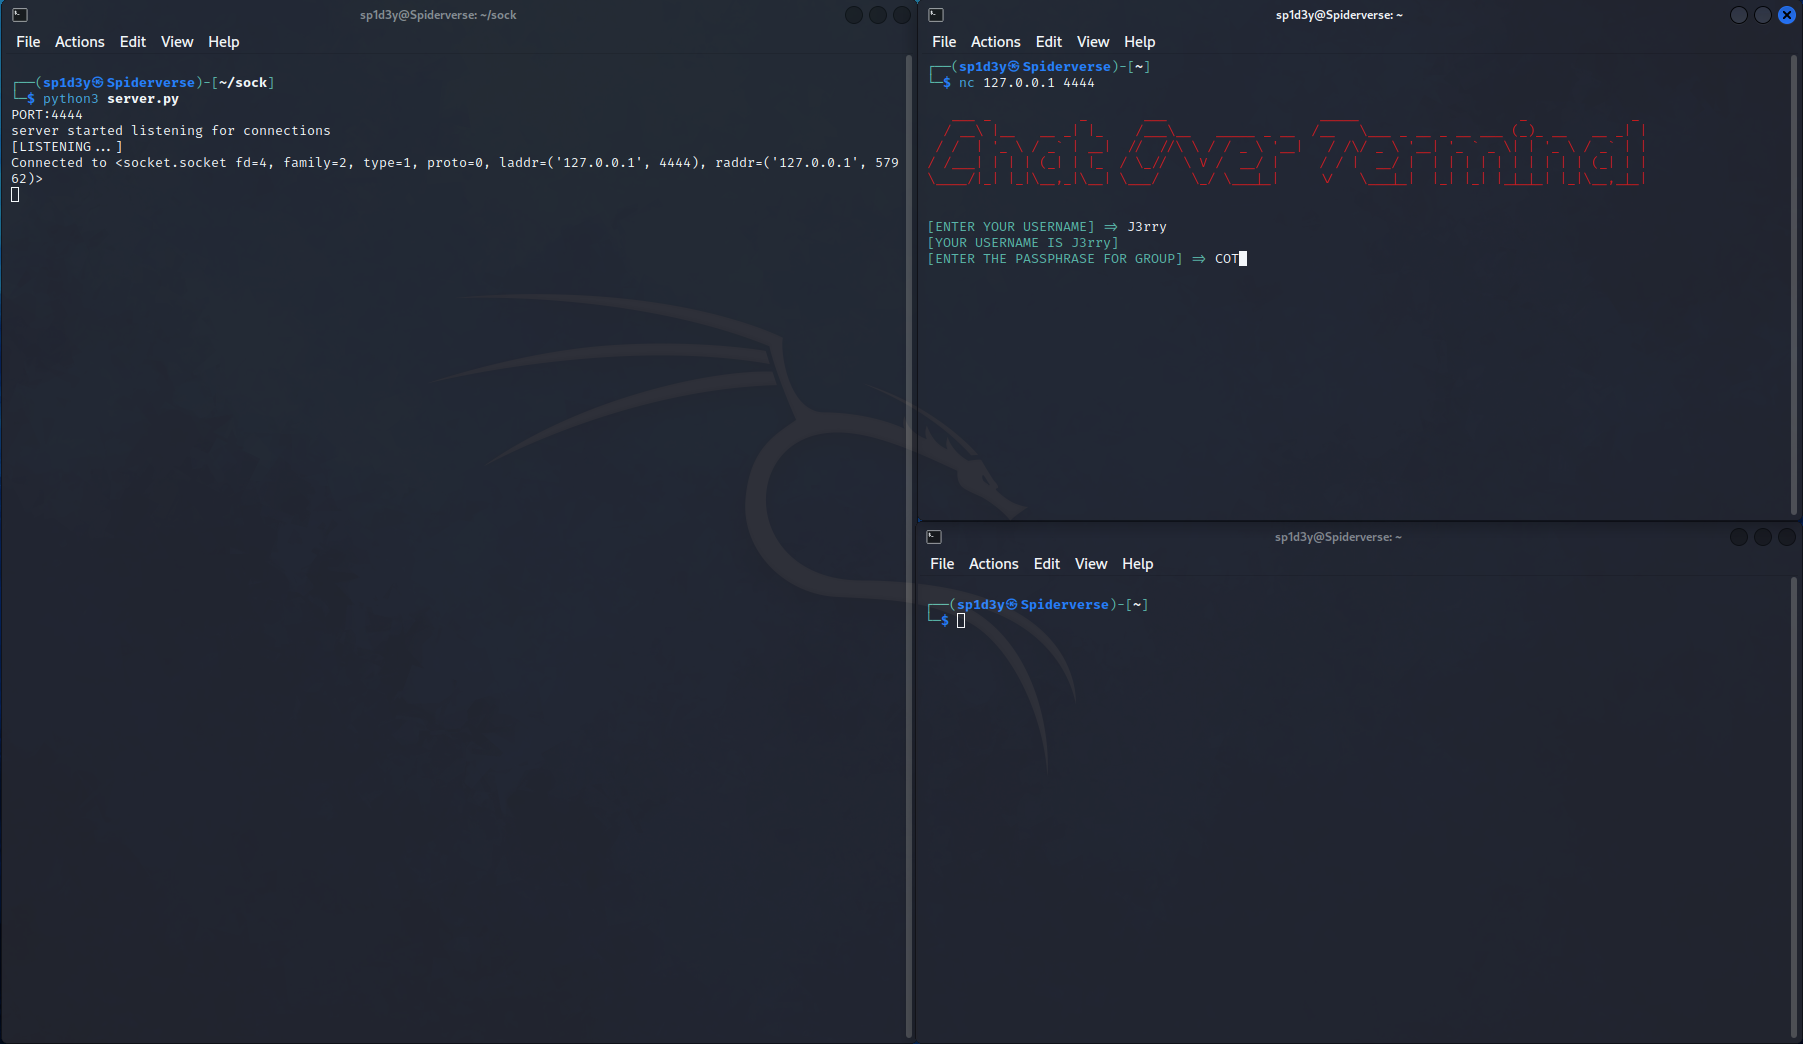 sp1d3y@Spiderverse: ~/sock
File Actions Edit View Help
┌──(sp1d3y㉿Spiderverse)-[~/sock]
└─$ python3 server.py
PORT:4444
server started listening for connections
[LISTENING...]
Connected to <socket.socket fd=4, family=2, type=1, proto=0, laddr=('127.0.0.1', 4444), raddr=('127.0.0.1', 579
62)>
sp1d3y@Spiderverse: ~
File Actions Edit View Help
┌──(sp1d3y㉿Spiderverse)-[~]
└─$ nc 127.0.0.1 4444
Chat Over Terminal
[ENTER YOUR USERNAME] => J3rry
[YOUR USERNAME IS J3rry]
[ENTER THE PASSPHRASE FOR GROUP] => COT
sp1d3y@Spiderverse: ~
File Actions Edit View Help
┌──(sp1d3y㉿Spiderverse)-[~]
└─$